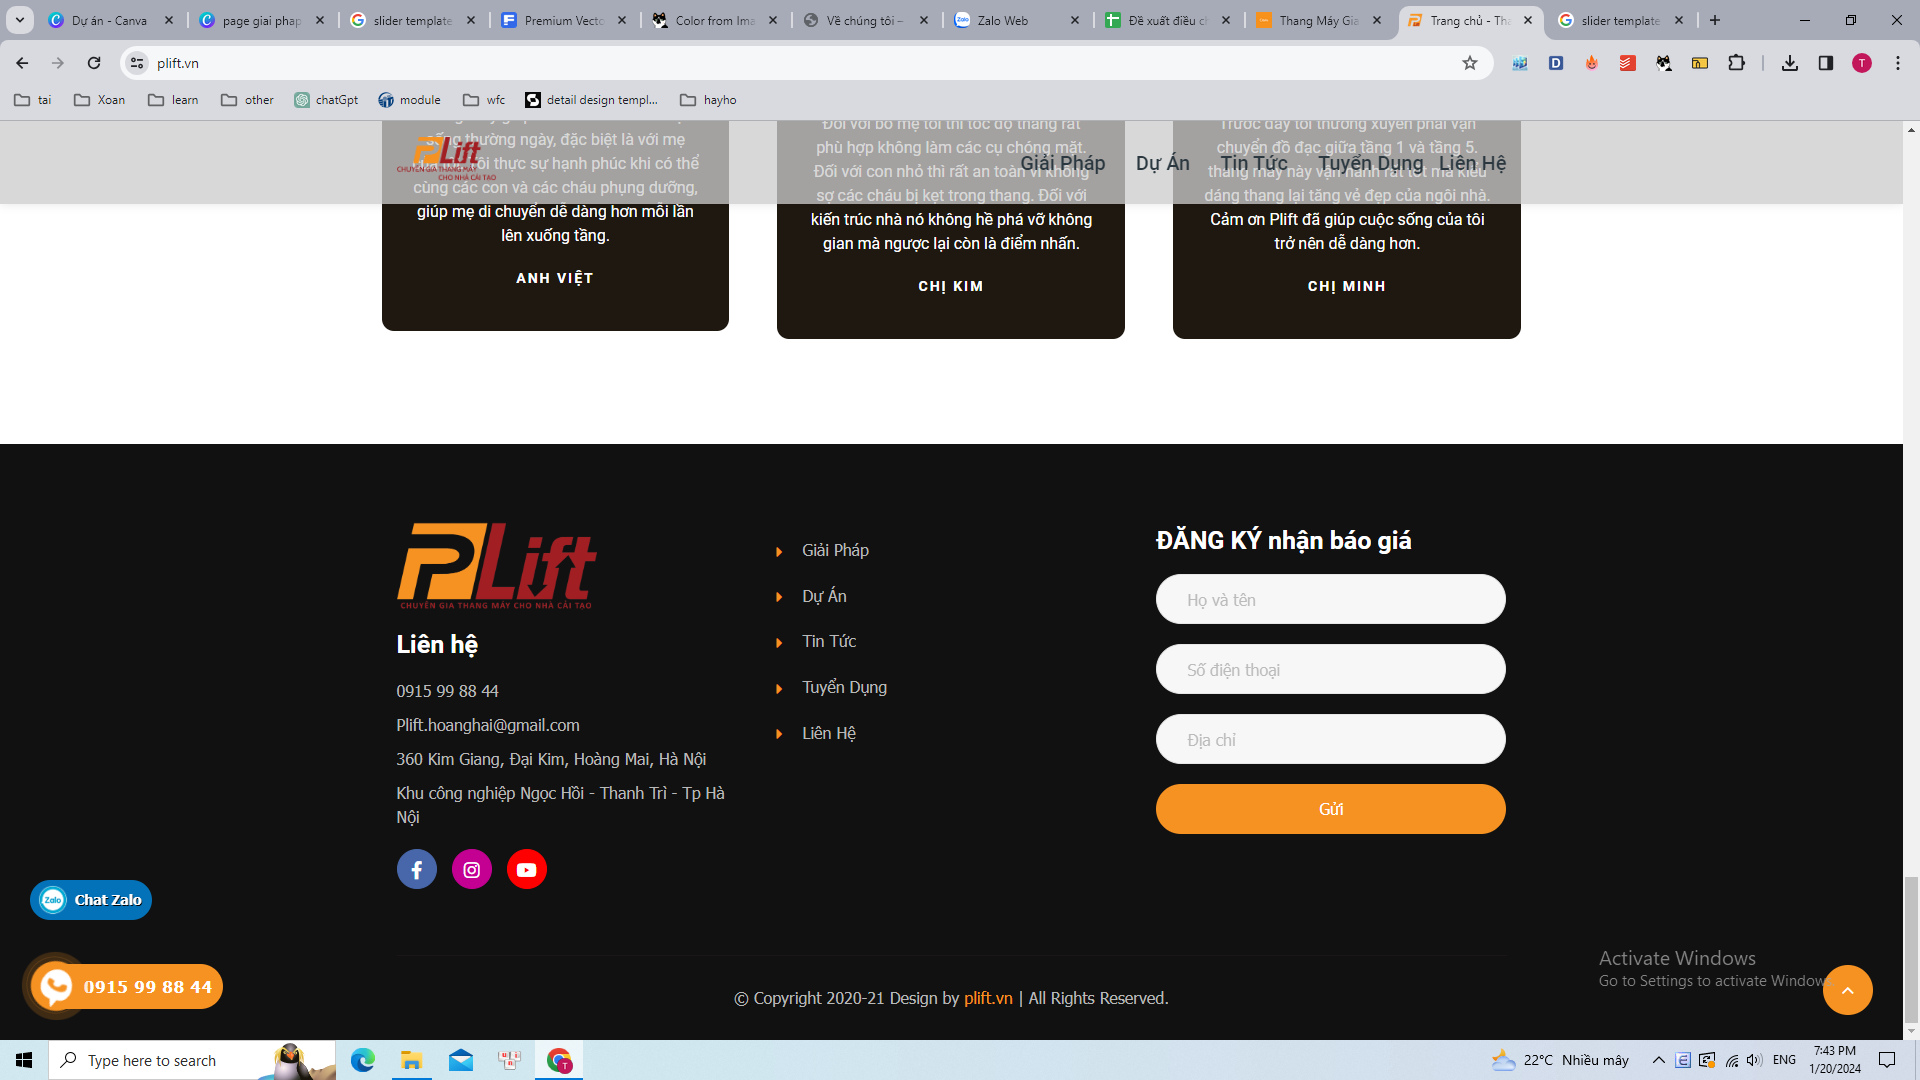 Dự án - Canva
page giai phap
slider template
Premium Vecto
Color from Ima
Về chúng tôi –
Zalo Web
Đề xuất điều ch
Thang Máy Gia
Trang chủ - Tha
slider template
plift.vn
tai
Xoan
learn
other
chatGpt
module
wfc
detail design templ...
hayho
PLift
CHUYÊN GIA THANG MÁY
CHO NHÀ CẢI TẠO
Giải Pháp
Dự Án
Tin Tức
Tuyển Dụng
Liên Hệ
sống thường ngày, đặc biệt là với mẹ
tôi thực sự hạnh phúc khi có thể
cùng các con và các cháu phụng dưỡng,
giúp mẹ di chuyển dễ dàng hơn mỗi lần
lên xuống tầng.
ANH VIỆT
Đối với bố mẹ tôi thì tốc độ thang rất
phù hợp không làm các cụ chóng mặt.
Đối với con nhỏ thì rất an toàn vì không
sợ các cháu bị kẹt trong thang. Đối với
kiến trúc nhà nó không hề phá vỡ không
gian mà ngược lại còn là điểm nhấn.
CHỊ KIM
Trước đây tôi thường xuyên phải vận
chuyển đồ đạc giữa tầng 1 và tầng 5.
thang máy này vận hành rất tốt mà kiểu
dáng thang lại tăng vẻ đẹp của ngôi nhà.
Cảm ơn Plift đã giúp cuộc sống của tôi
trở nên dễ dàng hơn.
CHỊ MINH
PLift
CHUYÊN GIA THANG MÁY CHO NHÀ CẢI TẠO
Liên hệ
0915 99 88 44
Plift.hoanghai@gmail.com
360 Kim Giang, Đại Kim, Hoàng Mai, Hà Nội
Khu công nghiệp Ngọc Hồi - Thanh Trì - Tp Hà
Nội
Giải Pháp
Dự Án
Tin Tức
Tuyển Dụng
Liên Hệ
ĐĂNG KÝ nhận báo giá
Họ và tên
Số điện thoại
Địa chỉ
Gửi
Zalo
Chat Zalo
0915 99 88 44
© Copyright 2020-21 Design by plift.vn | All Rights Reserved.
Activate Windows
Go to Settings to activate Windows
Type here to search
22°C Nhiều mây
ENG
7:43 PM
1/20/2024